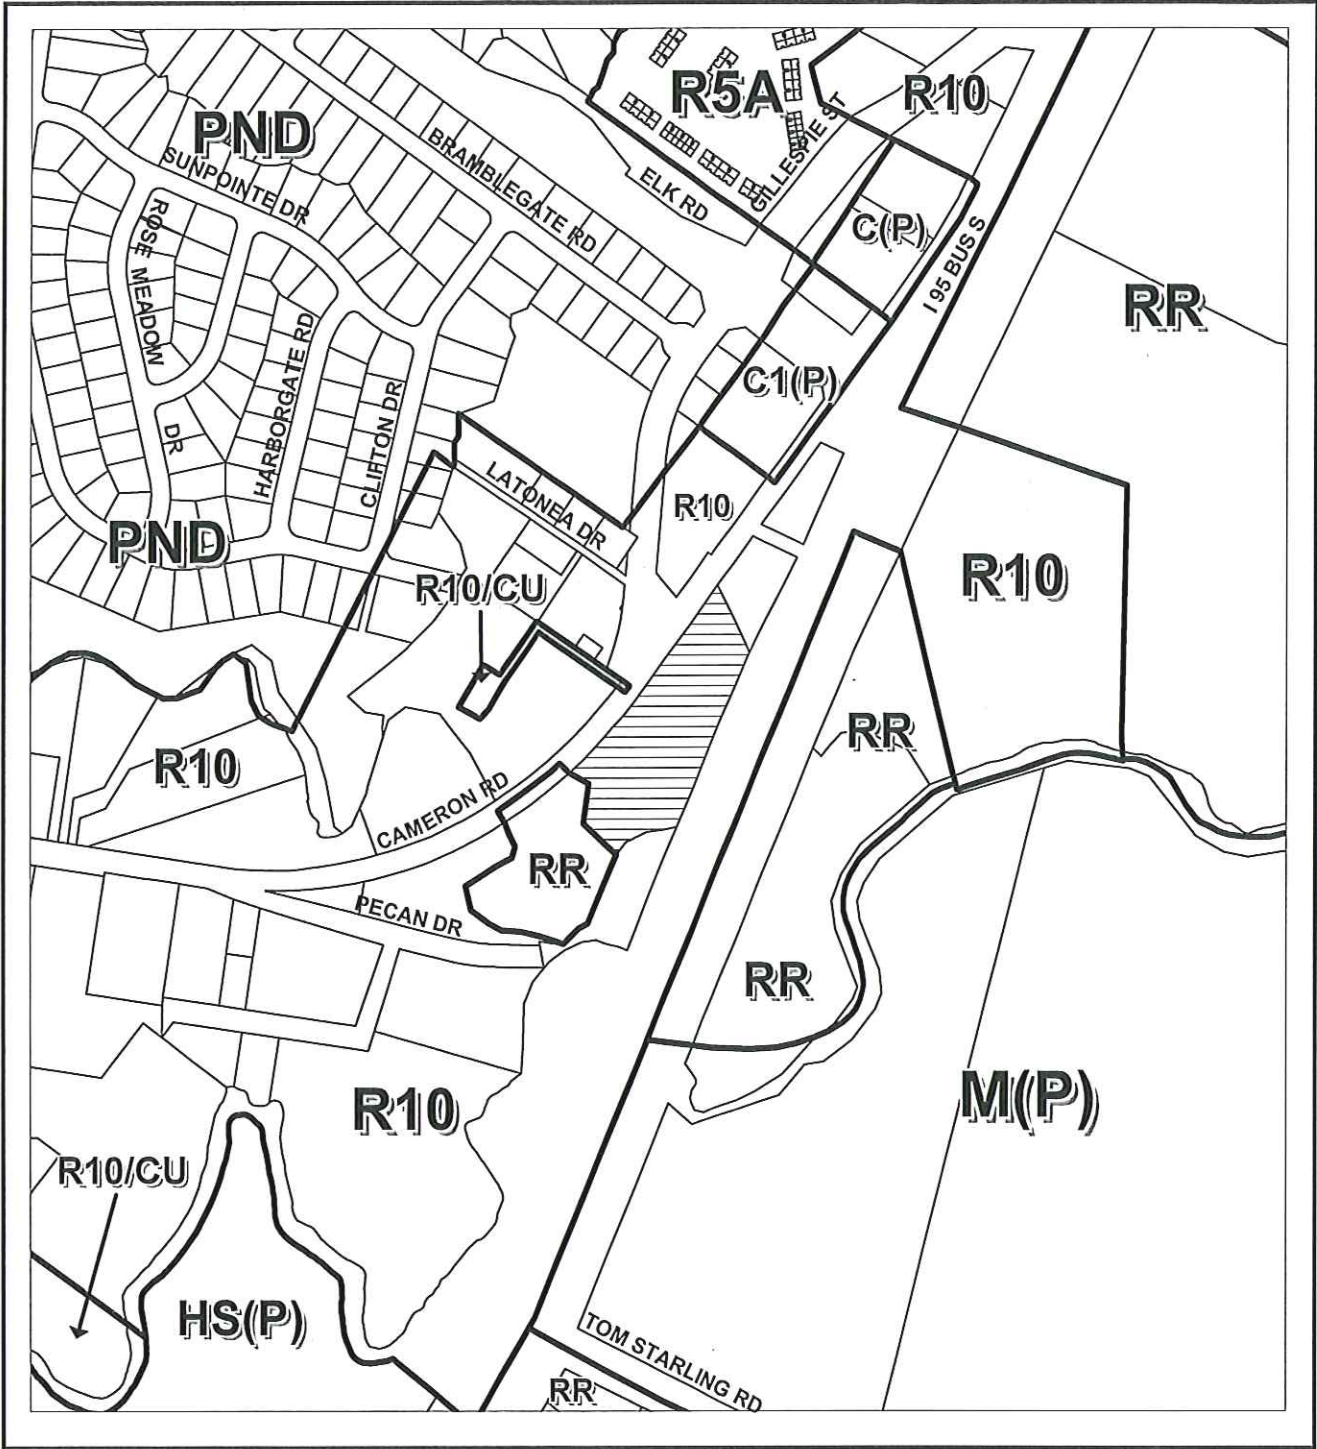 R5A
R10
PND
BRAMBLEGATE RD
SUNPOINTE DR
ELK RD
GILLESPIE ST
C(P)
ROSE MEADOW
DR
I 95 BUS S
RR
HARBORGATE RD
CLIFTON DR
C1(P)
LATONEA DR
R10
PND
R10/CU
R10
RR
R10
CAMERON RD
RR
PECAN DR
RR
R10
M(P)
R10/CU
HS(P)
TOM STARLING RD
RR